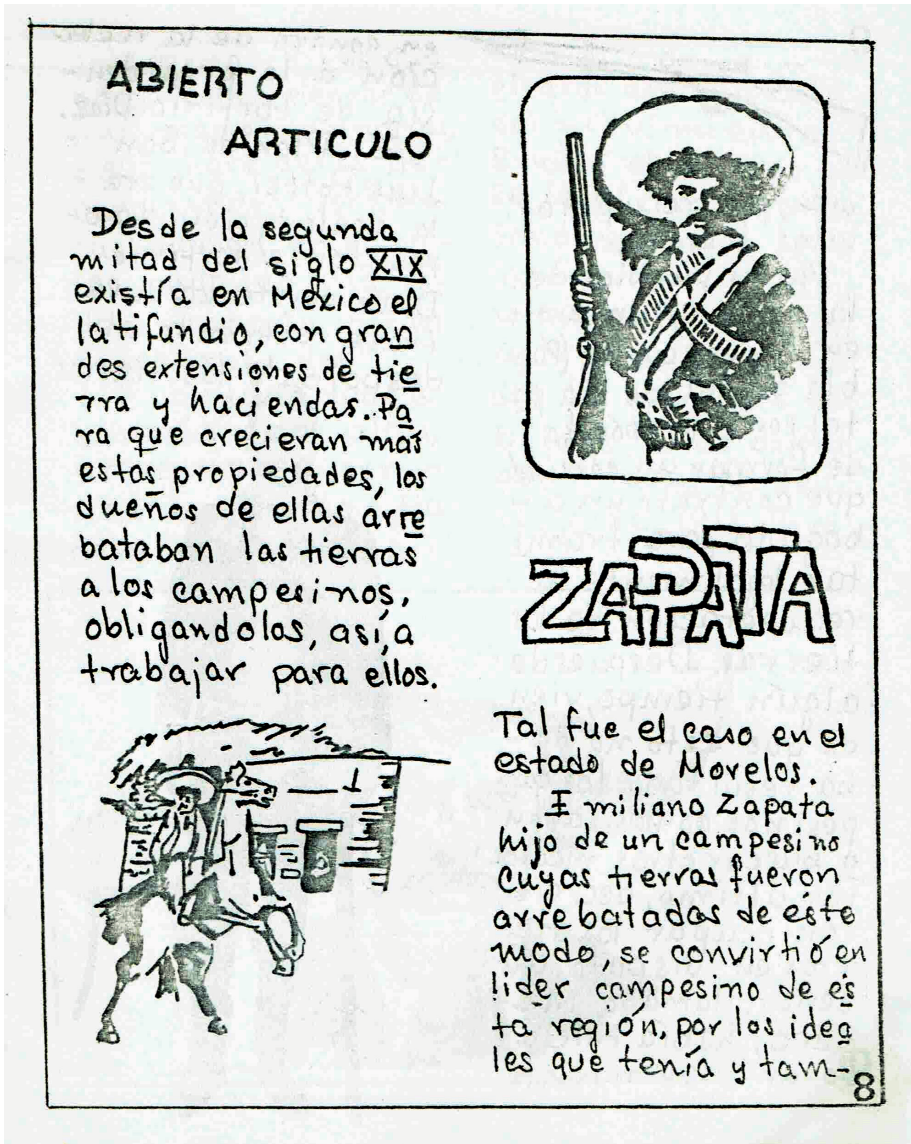 ABIERTO
ARTICULO
Desde la segunda
mitad del siglo XIX
existía en México el
latifundio, con gran
des extensiones de tie
rra y haciendas. Pa
ra que crecieran más
estas propiedades, los
dueños de ellas arre
bataban las tierras
a los campesinos,
obligandolos, así, a
trabajar para ellos.
ZAPATA
Tal fue el caso en el
estado de Morelos.
Emiliano Zapata
hijo de un campesino
cuyas tierras fueron
arrebatadas de este
modo, se convirtió en
lider campesino de és
ta región, por los idea
les que tenía y tam-
8